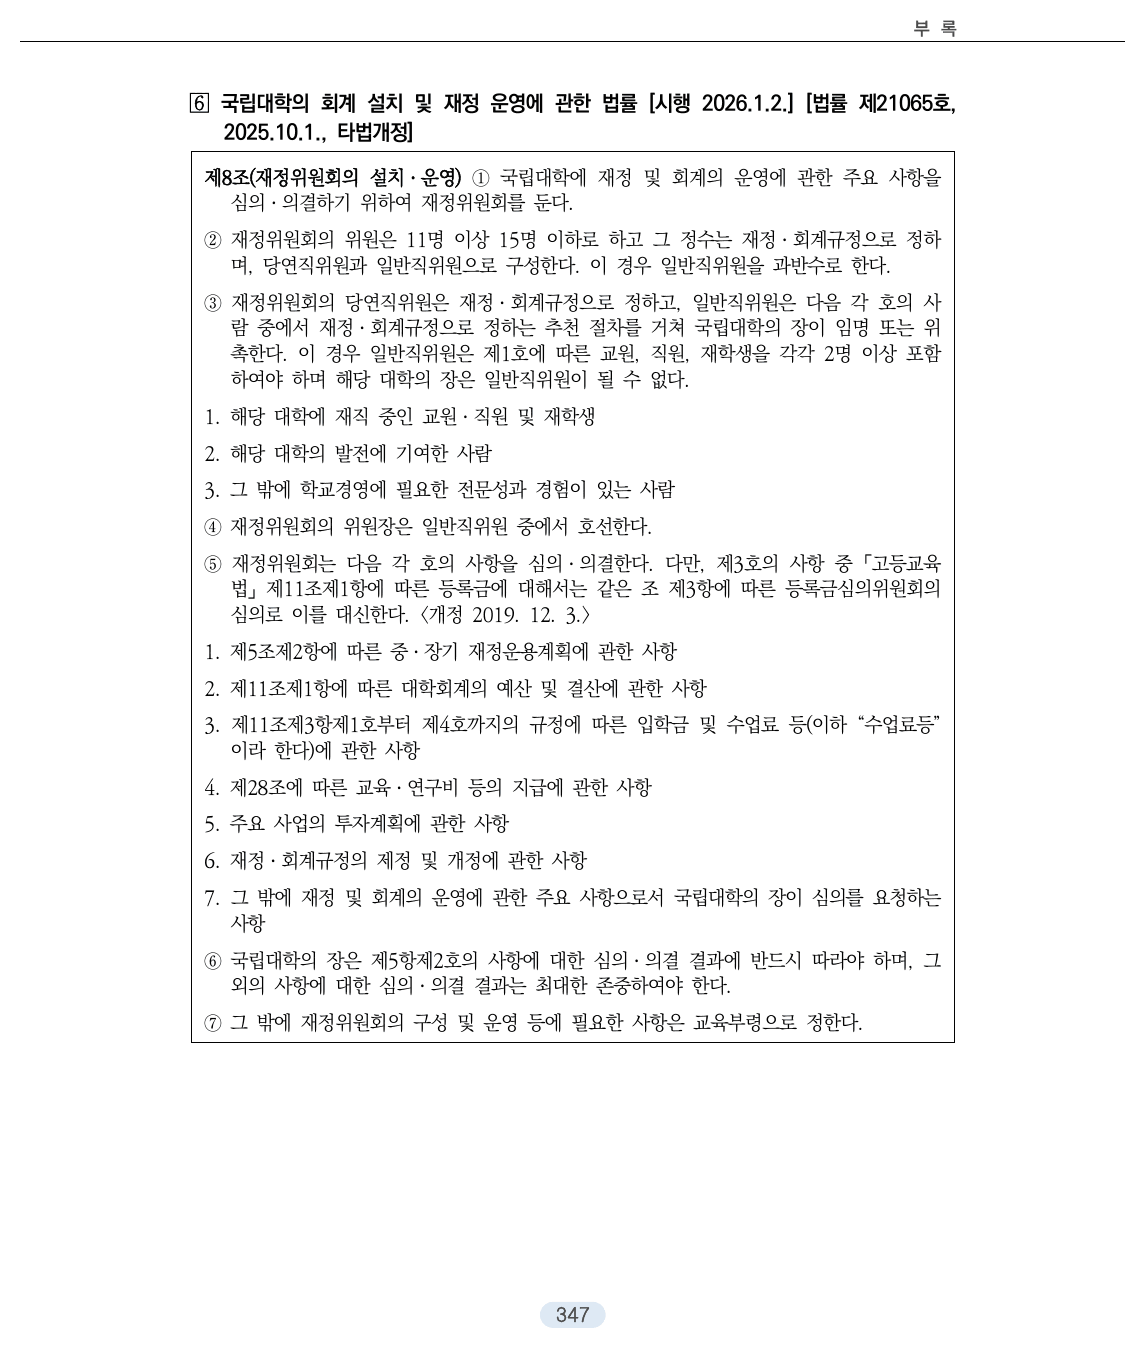 부 록
6 국립대학의 회계 설치 및 재정 운영에 관한 법률 [시행 2026.1.2.] [법률 제21065호,
2025.10.1., 타법개정]
제8조(재정위원회의 설치·운영) ① 국립대학에 재정 및 회계의 운영에 관한 주요 사항을
심의·의결하기 위하여 재정위원회를 둔다.
② 재정위원회의 위원은 11명 이상 15명 이하로 하고 그 정수는 재정·회계규정으로 정하
며, 당연직위원과 일반직위원으로 구성한다. 이 경우 일반직위원을 과반수로 한다.
③ 재정위원회의 당연직위원은 재정·회계규정으로 정하고, 일반직위원은 다음 각 호의 사
람 중에서 재정·회계규정으로 정하는 추천 절차를 거쳐 국립대학의 장이 임명 또는 위
촉한다. 이 경우 일반직위원은 제1호에 따른 교원, 직원, 재학생을 각각 2명 이상 포함
하여야 하며 해당 대학의 장은 일반직위원이 될 수 없다.
1. 해당 대학에 재직 중인 교원·직원 및 재학생
2. 해당 대학의 발전에 기여한 사람
3. 그 밖에 학교경영에 필요한 전문성과 경험이 있는 사람
④ 재정위원회의 위원장은 일반직위원 중에서 호선한다.
⑤ 재정위원회는 다음 각 호의 사항을 심의·의결한다. 다만, 제3호의 사항 중 「고등교육
법」 제11조제1항에 따른 등록금에 대해서는 같은 조 제3항에 따른 등록금심의위원회의
심의로 이를 대신한다. 〈개정 2019. 12. 3.〉
1. 제5조제2항에 따른 중·장기 재정운용계획에 관한 사항
2. 제11조제1항에 따른 대학회계의 예산 및 결산에 관한 사항
3. 제11조제3항제1호부터 제4호까지의 규정에 따른 입학금 및 수업료 등(이하 “수업료등”
이라 한다)에 관한 사항
4. 제28조에 따른 교육·연구비 등의 지급에 관한 사항
5. 주요 사업의 투자계획에 관한 사항
6. 재정·회계규정의 제정 및 개정에 관한 사항
7. 그 밖에 재정 및 회계의 운영에 관한 주요 사항으로서 국립대학의 장이 심의를 요청하는
사항
⑥ 국립대학의 장은 제5항제2호의 사항에 대한 심의·의결 결과에 반드시 따라야 하며, 그
외의 사항에 대한 심의·의결 결과는 최대한 존중하여야 한다.
⑦ 그 밖에 재정위원회의 구성 및 운영 등에 필요한 사항은 교육부령으로 정한다.
347